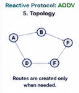 Reactive Protocol: AODV
5. Topology
A
B
F
D
E
Routes are created only
when needed.